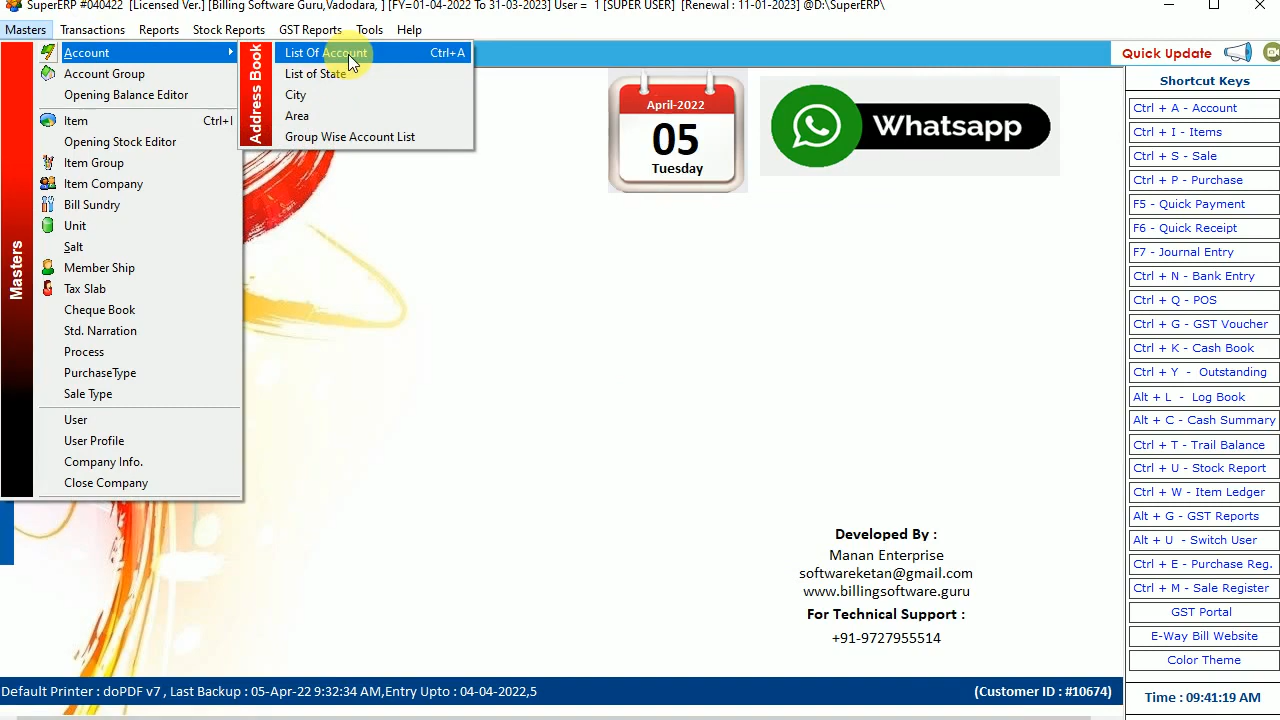 SuperERP #040422 [Licensed Ver.] [Billing Software Guru,Vadodara, ] [FY=01-04-2022 To 31-03-2023] User = 1 [SUPER USER] [Renewal : 11-01-2023] @D:\SuperERP\
Masters Transactions Reports Stock Reports GST Reports Tools Help
Masters
Account
Account Group
Opening Balance Editor
Item Ctrl+I
Opening Stock Editor
Item Group
Item Company
Bill Sundry
Unit
Salt
Member Ship
Tax Slab
Cheque Book
Std. Narration
Process
PurchaseType
Sale Type
User
User Profile
Company Info.
Close Company
Address Book
List Of Account Ctrl+A
List of State
City
Area
Group Wise Account List
April-2022
05
Tuesday
Whatsapp
Quick Update
Shortcut Keys
Ctrl + A - Account
Ctrl + I - Items
Ctrl + S - Sale
Ctrl + P - Purchase
F5 - Quick Payment
F6 - Quick Receipt
F7 - Journal Entry
Ctrl + N - Bank Entry
Ctrl + Q - POS
Ctrl + G - GST Voucher
Ctrl + K - Cash Book
Ctrl + Y - Outstanding
Alt + L - Log Book
Alt + C - Cash Summary
Ctrl + T - Trail Balance
Ctrl + U - Stock Report
Ctrl + W - Item Ledger
Alt + G - GST Reports
Alt + U - Switch User
Ctrl + E - Purchase Reg.
Ctrl + M - Sale Register
GST Portal
E-Way Bill Website
Color Theme
Developed By :
Manan Enterprise
softwareketan@gmail.com
www.billingsoftware.guru
For Technical Support :
+91-9727955514
Default Printer : doPDF v7 , Last Backup : 05-Apr-22 9:32:34 AM,Entry Upto : 04-04-2022,5
(Customer ID : #10674)
Time : 09:41:19 AM